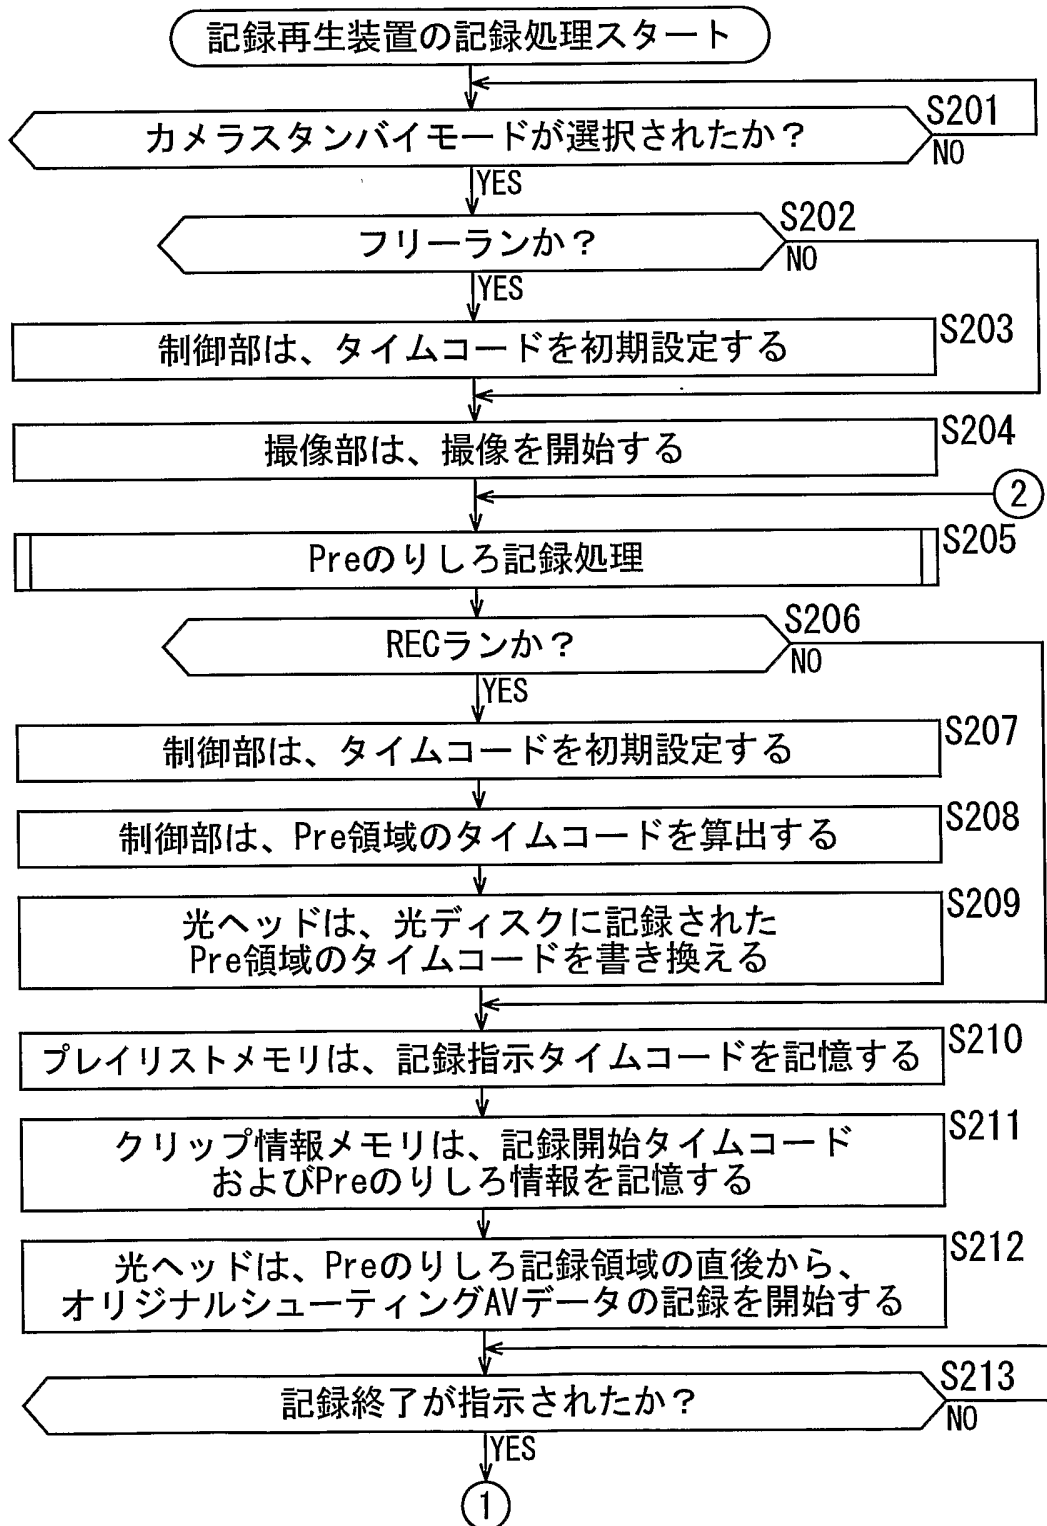 記録再生装置の記録処理スタート
カメラスタンバイモードが選択されたか？
S201
NO
YES
フリーランか？
S202
NO
YES
制御部は、タイムコードを初期設定する
S203
撮像部は、撮像を開始する
S204
2
Preのりしろ記録処理
S205
RECランか？
S206
NO
YES
制御部は、タイムコードを初期設定する
S207
制御部は、Pre領域のタイムコードを算出する
S208
光ヘッドは、光ディスクに記録された
Pre領域のタイムコードを書き換える
S209
プレイリストメモリは、記録指示タイムコードを記憶する
S210
クリップ情報メモリは、記録開始タイムコード
およびPreのりしろ情報を記憶する
S211
光ヘッドは、Preのりしろ記録領域の直後から、
オリジナルシューティングAVデータの記録を開始する
S212
記録終了が指示されたか？
S213
NO
YES
1